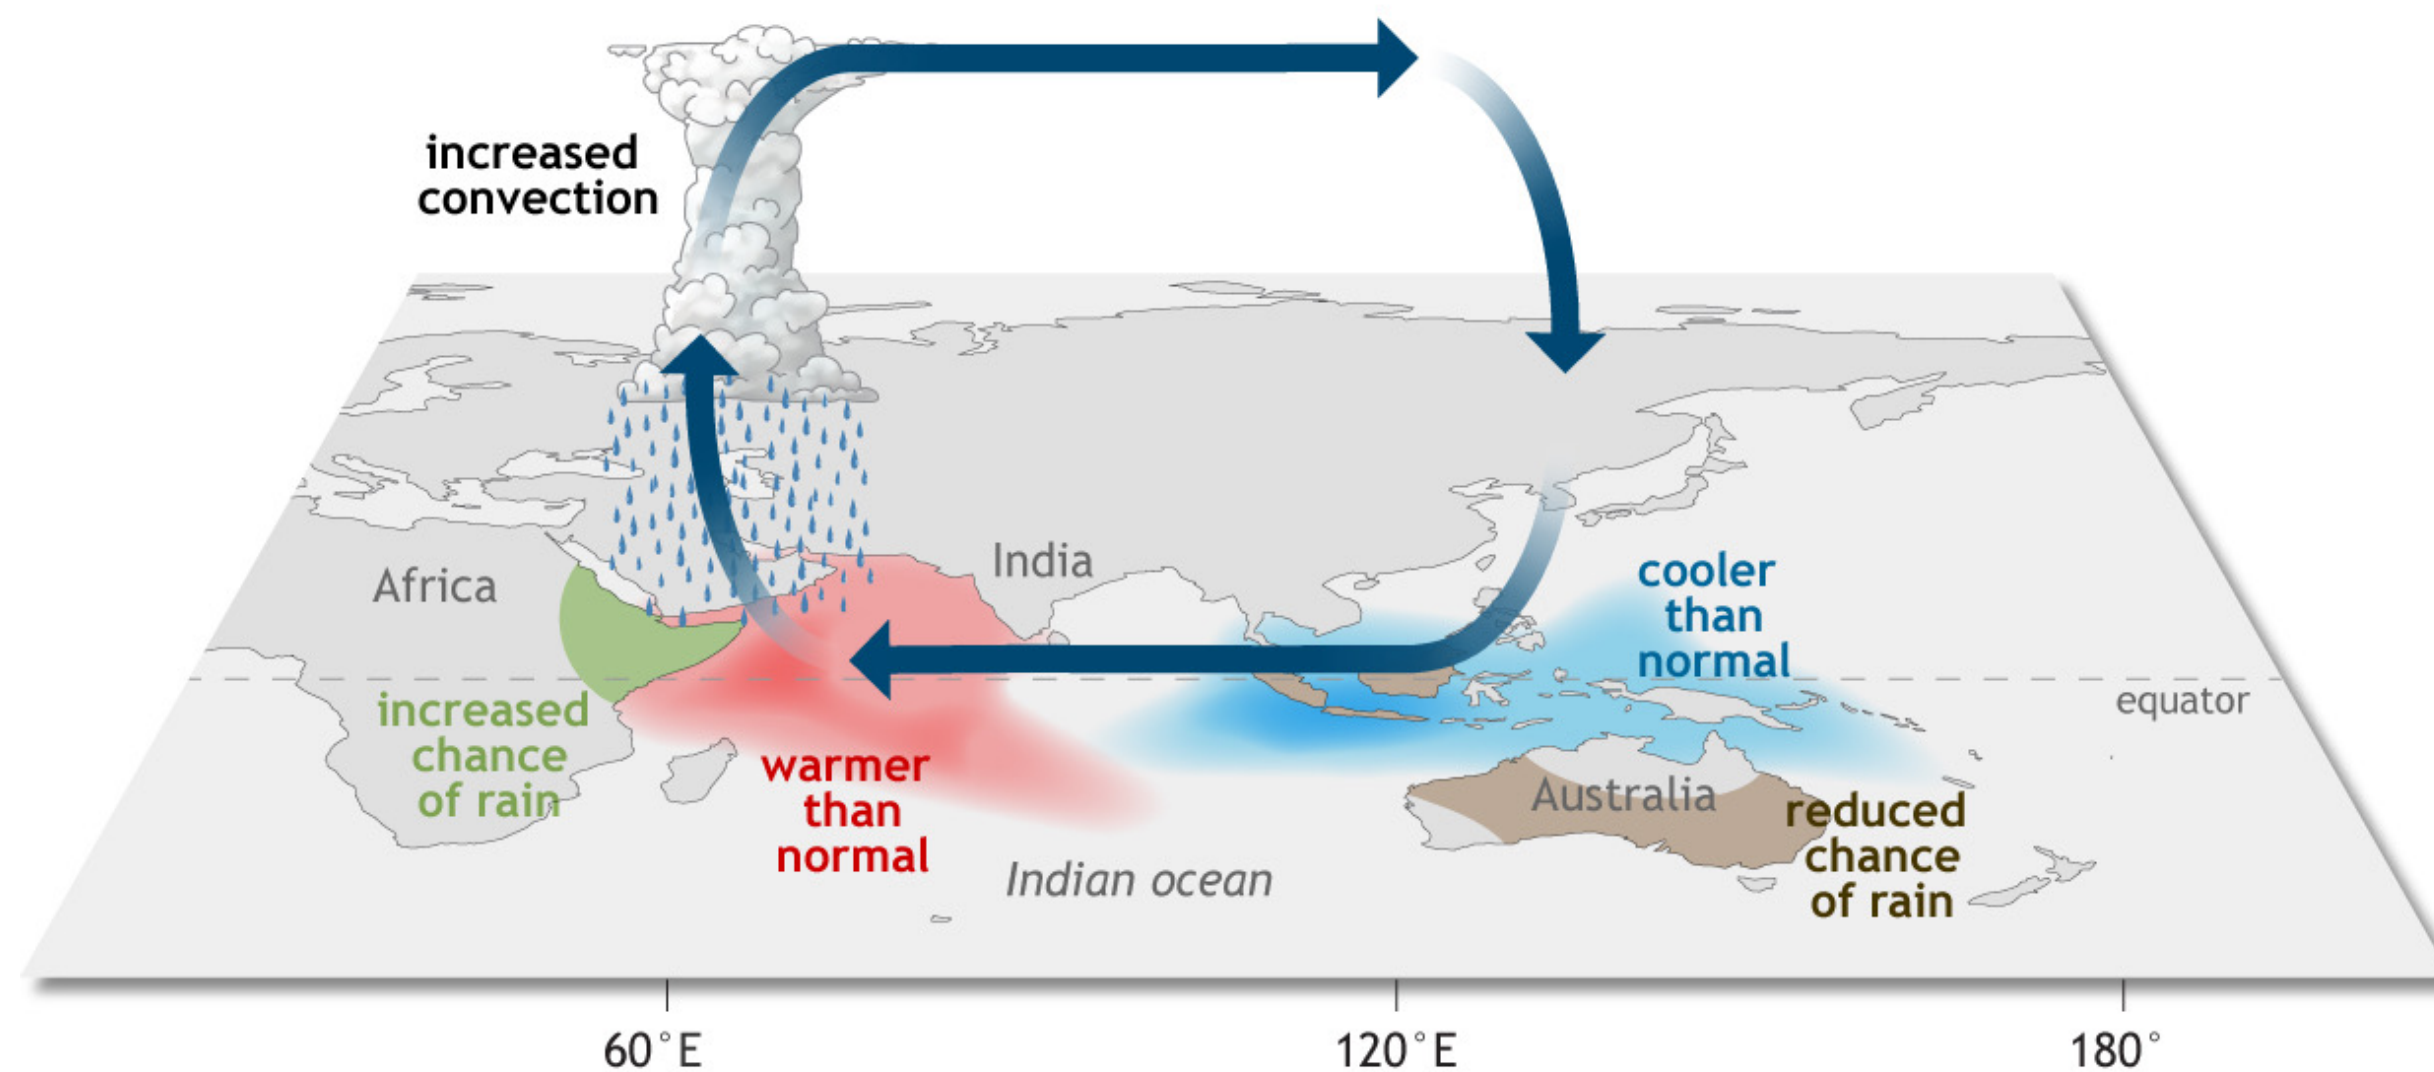 increased
convection
Africa
India
cooler
than
normal
equator
increased
chance
of rain
warmer
than
normal
Australia
reduced
chance
of rain
Indian ocean
60°E
120°E
180°